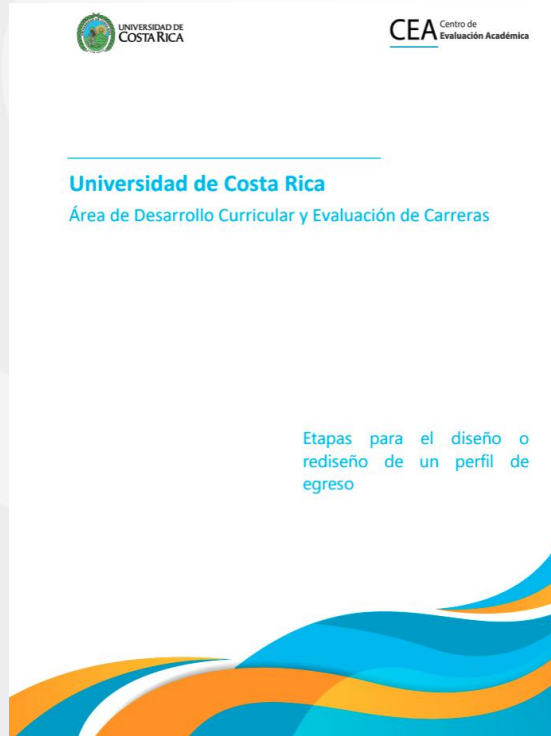 UNIVERSIDAD DE
COSTA RICA
CEA Centro de
Evaluación Académica
Universidad de Costa Rica
Área de Desarrollo Curricular y Evaluación de Carreras
Etapas para el diseño o
rediseño de un perfil de
egreso